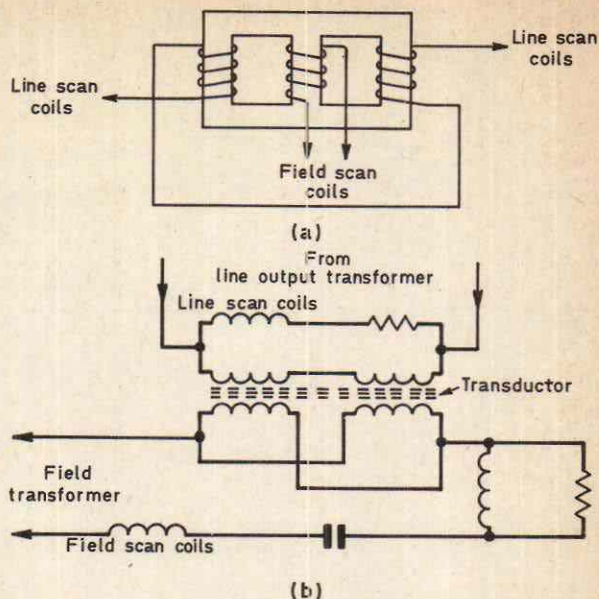 Line scan
coils
Line scan
coils
Field scan
coils
(a)
From
line output transformer
Line scan coils
Transductor
Field
transformer
Field scan coils
(b)